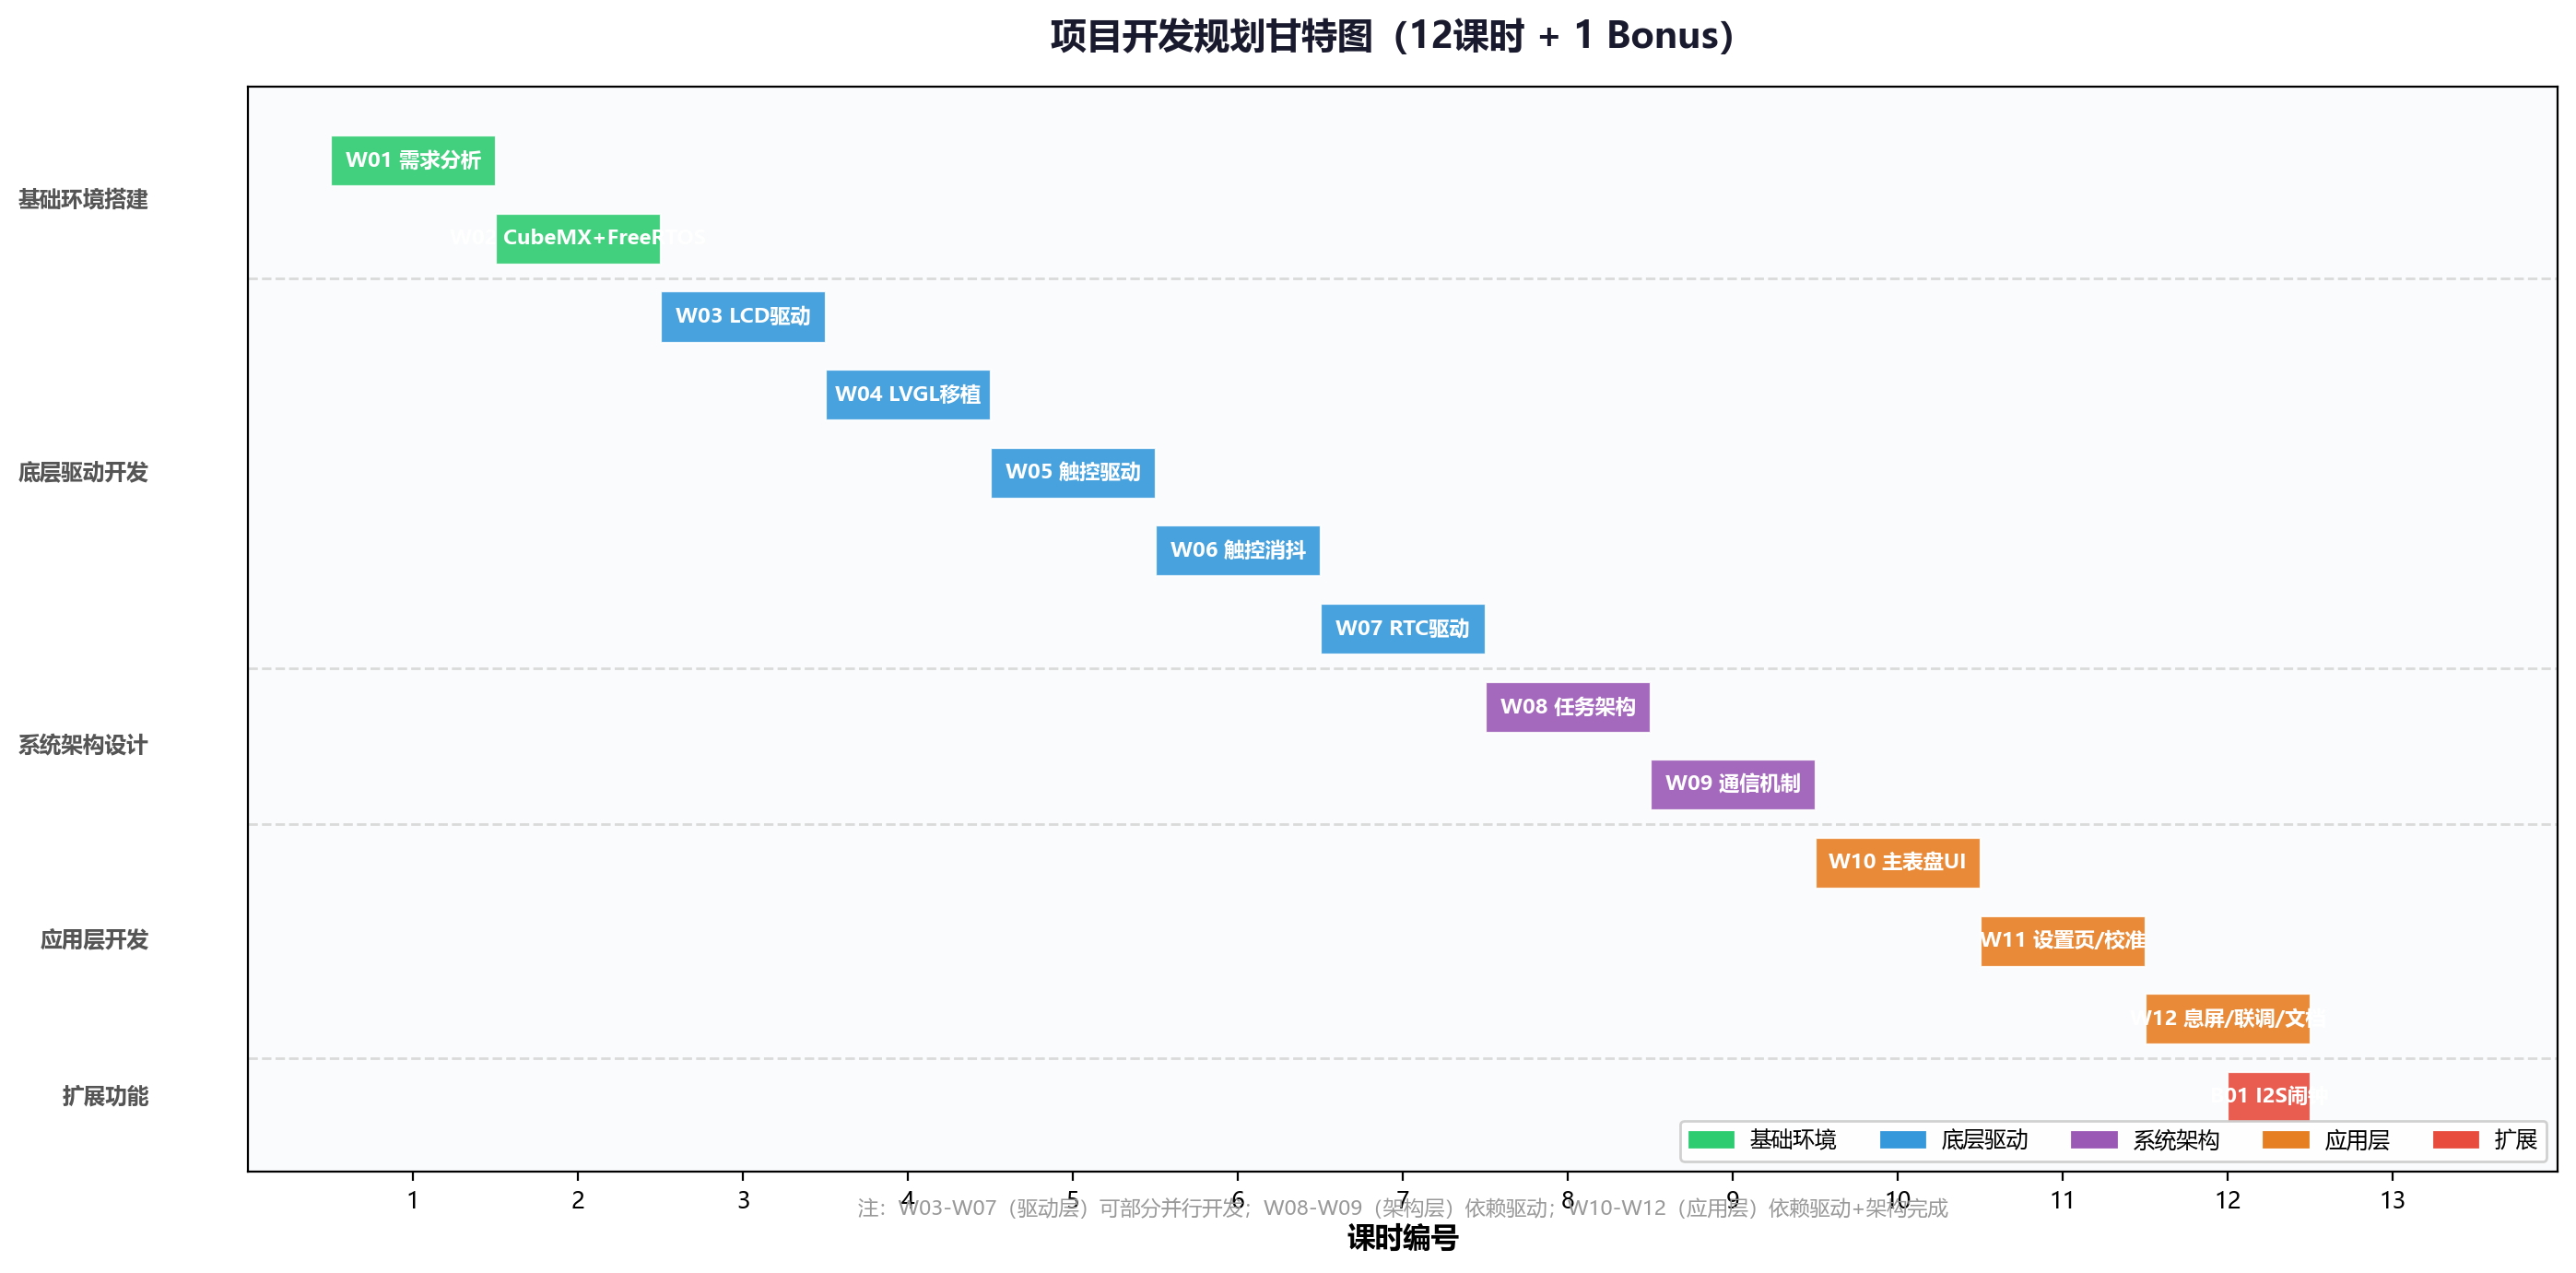 项目开发规划甘特图（12课时 + 1 Bonus）
基础环境搭建
W01 需求分析
W02 CubeMX+FreeRTOS
底层驱动开发
W03 LCD驱动
W04 LVGL移植
W05 触控驱动
W06 触控消抖
W07 RTC驱动
系统架构设计
W08 任务架构
W09 通信机制
应用层开发
W10 主表盘UI
W11 设置页/校准
W12 息屏/联调/文档
扩展功能
B01 I2S闹钟
基础环境 底层驱动 系统架构 应用层 扩展
1 2 3 4 5 6 7 8 9 10 11 12 13
注：W03-W07（驱动层）可部分并行开发；W08-W09（架构层）依赖驱动；W10-W12（应用层）依赖驱动+架构完成
课时编号